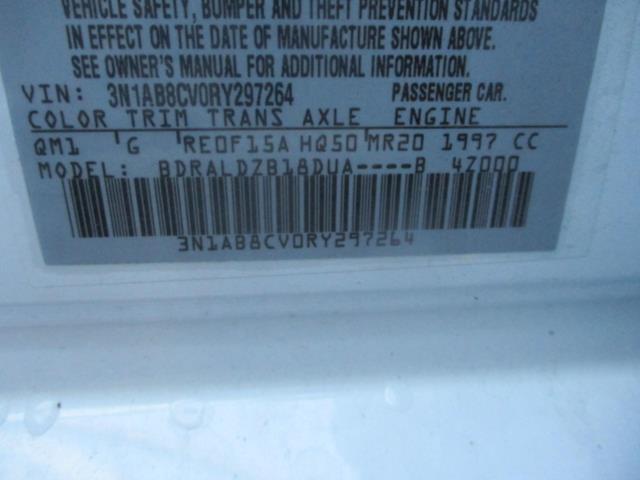 VEHICLE SAFETY, BUMPER AND THEFT PREVENTION STANDARDS
IN EFFECT ON THE DATE OF MANUFACTURE SHOWN ABOVE.
SEE OWNER'S MANUAL FOR ADDITIONAL INFORMATION.
VIN: 3N1AB8CV0RY297264 PASSENGER CAR.
COLOR TRIM TRANS AXLE ENGINE
QM1 G RE0F15A HQ50 MR20 1997 CC
MODEL: BDRALDZB18DUA----B 4Z000
3N1AB8CV0RY297264